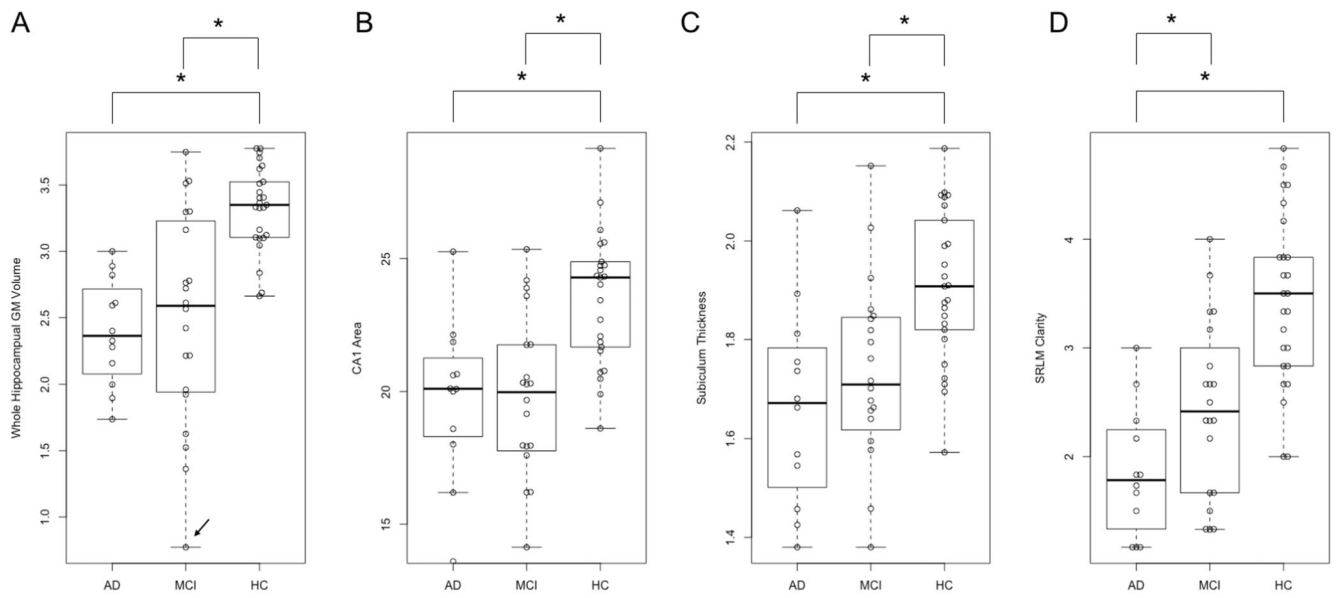 A
*
*
Whole Hippocampual GM Volume
3.5
3.0
2.5
2.0
1.5
1.0
AD MCI HC
B
*
*
CA1 Area
25
20
15
AD MCI HC
C
*
*
Subiculum Thickness
2.2
2.0
1.8
1.6
1.4
AD MCI HC
D
*
*
SRLM Clarity
4
3
2
AD MCI HC